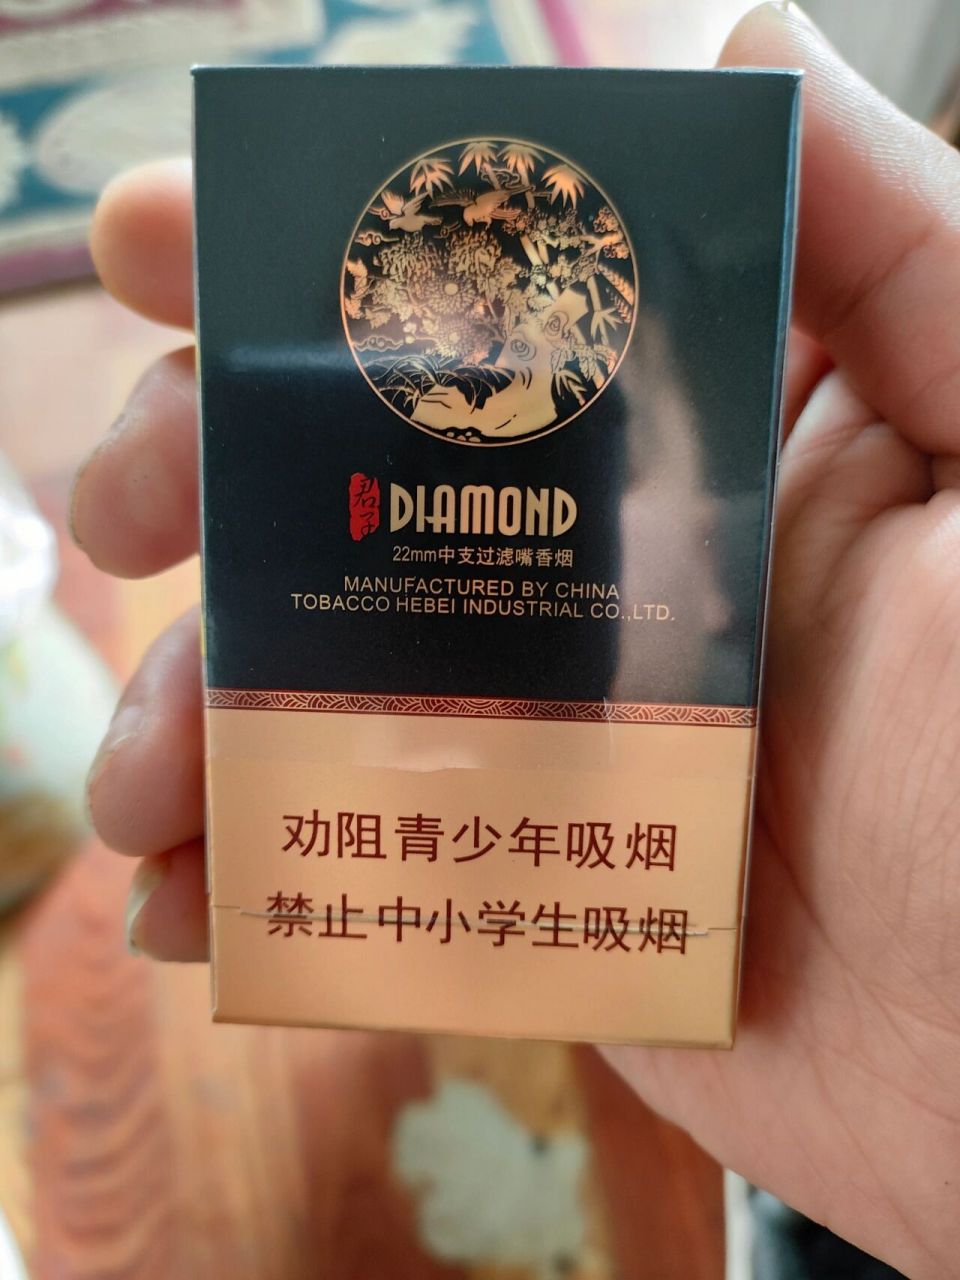 君子 DIAMOND
22mm中支过滤嘴香烟
MANUFACTURED BY CHINA
TOBACCO HEBEI INDUSTRIAL CO.,LTD.
劝阻青少年吸烟
禁止中小学生吸烟